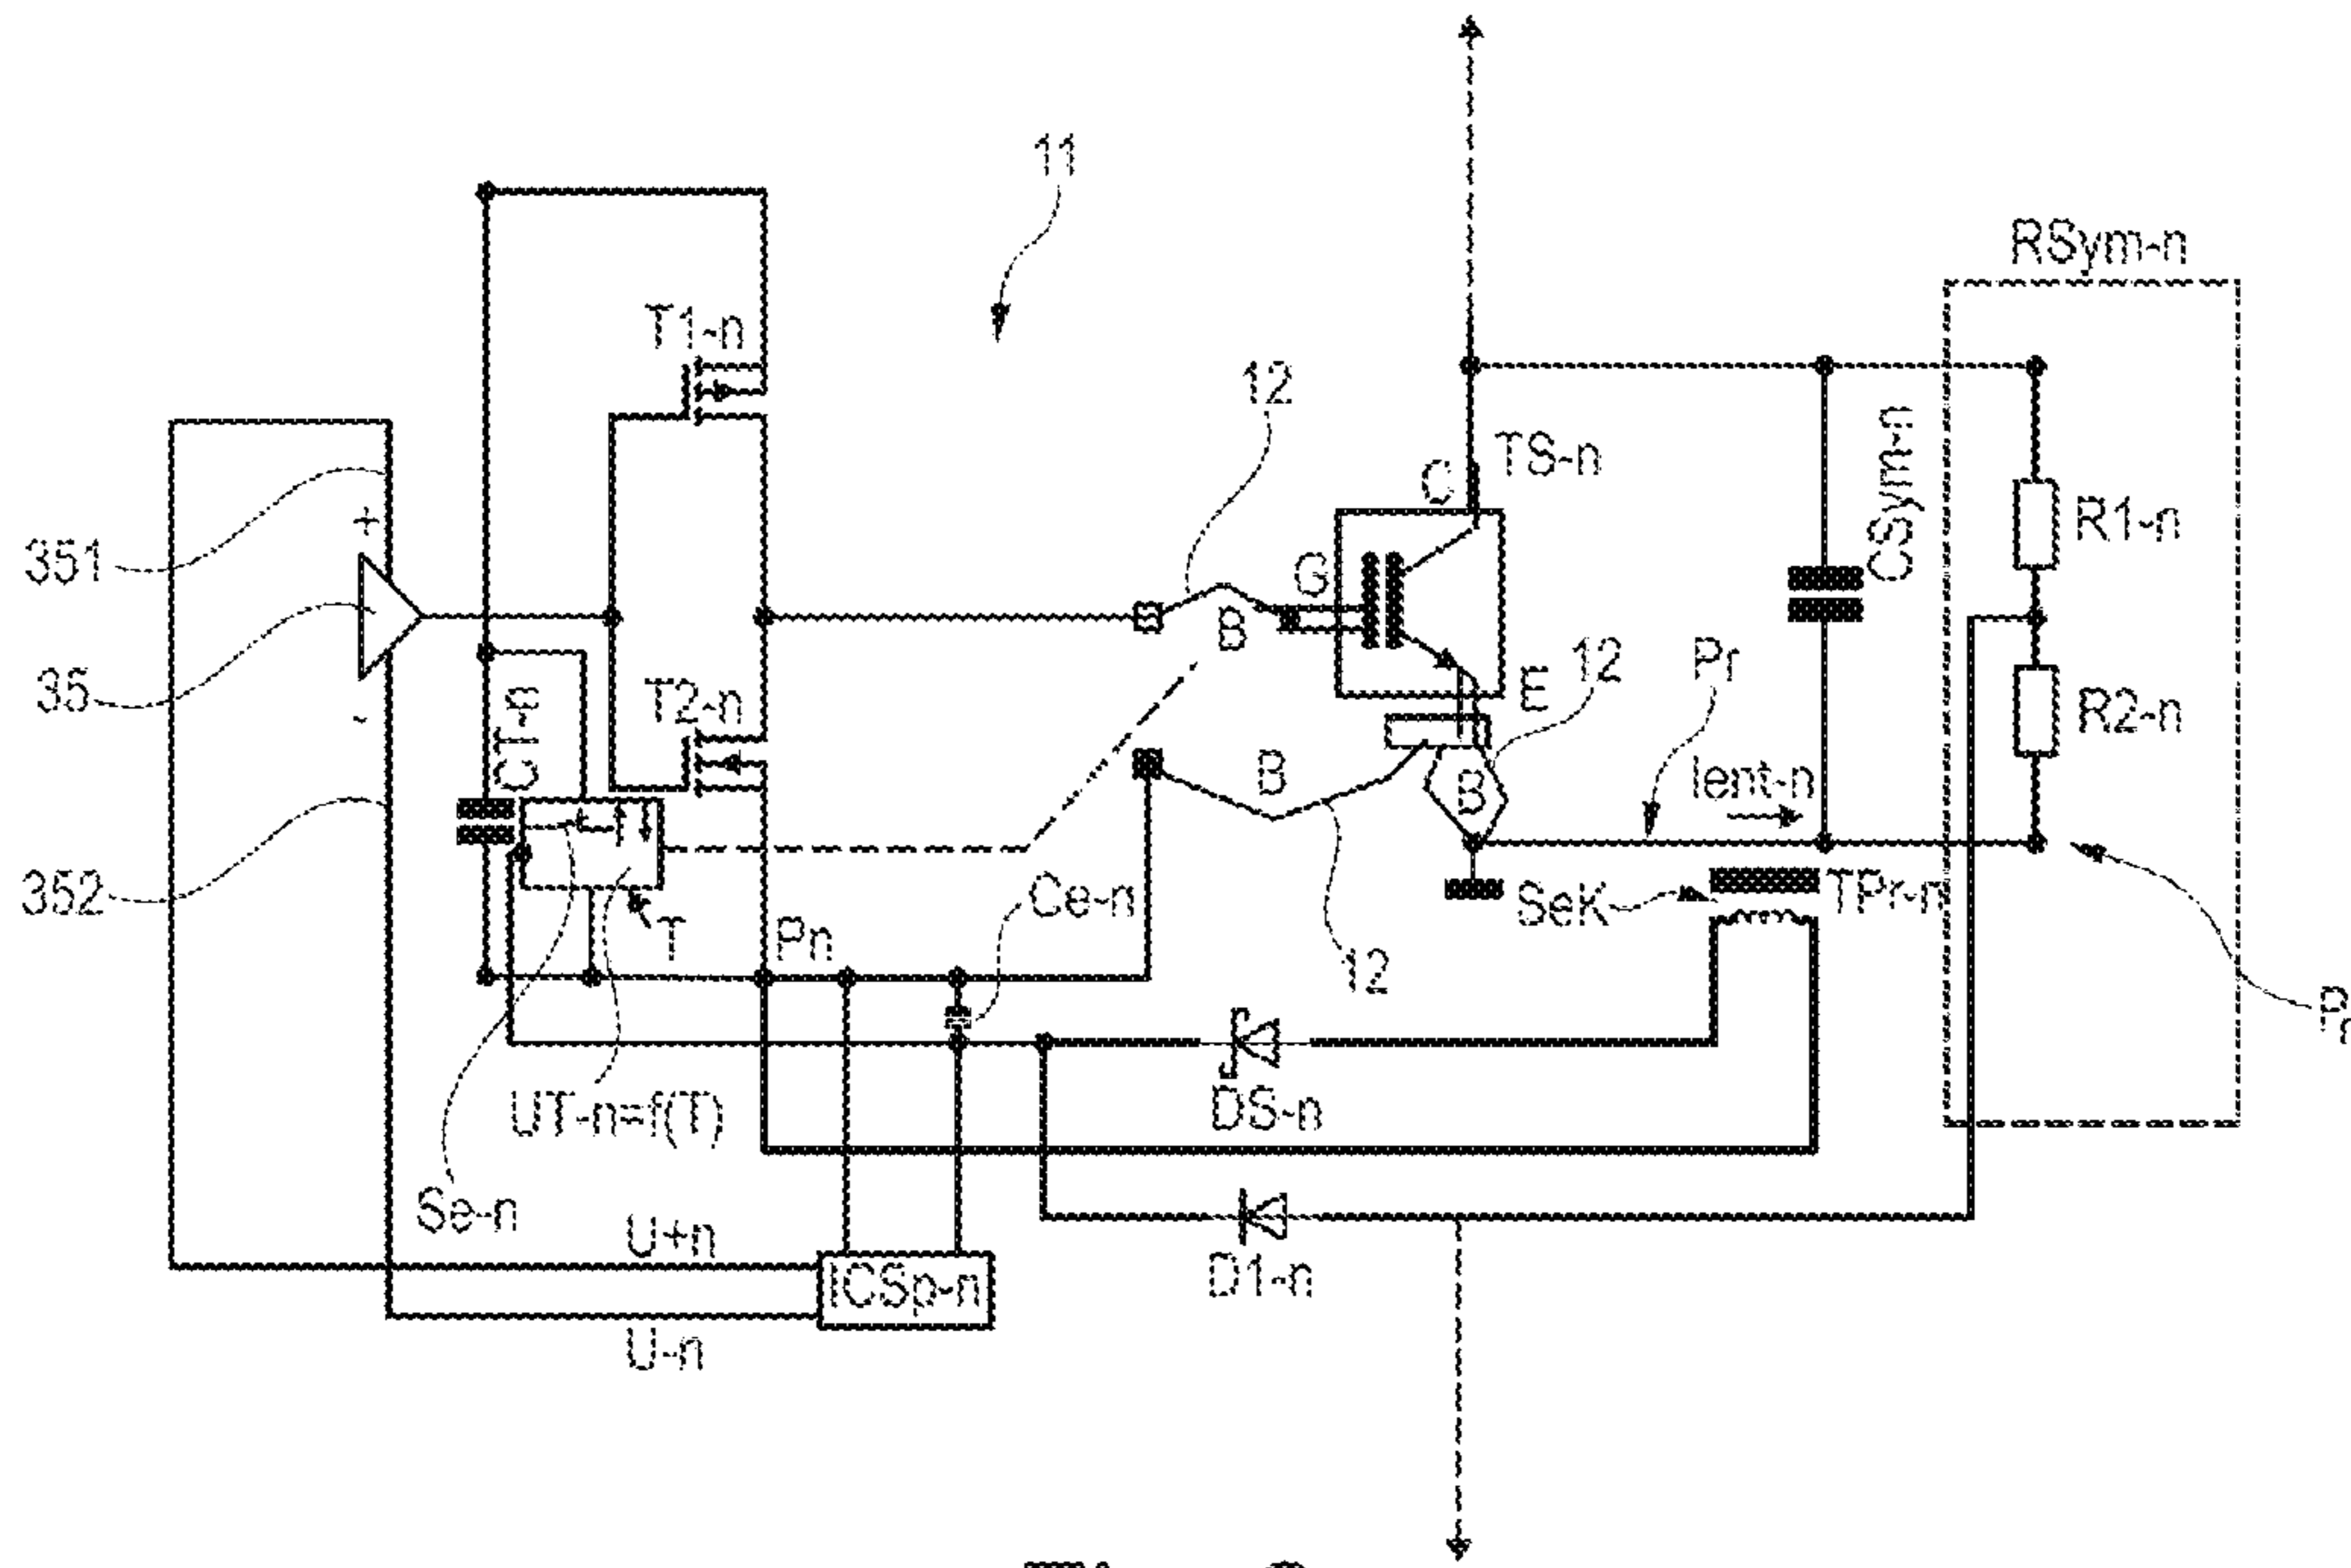 11
RSym-n
T1-n
12
TS-n
C
CSym-n
+
R1-n
351
G
B
35
12
Pr
T2-n
E
R2-n
-
CT-n
B
B
Ient-n
352
Ce-n
SeK
TPr-n
T
Pn
12
UT-n=f(T)
DS-n
Se-n
U+n
ICSp-n
D1-n
U-n